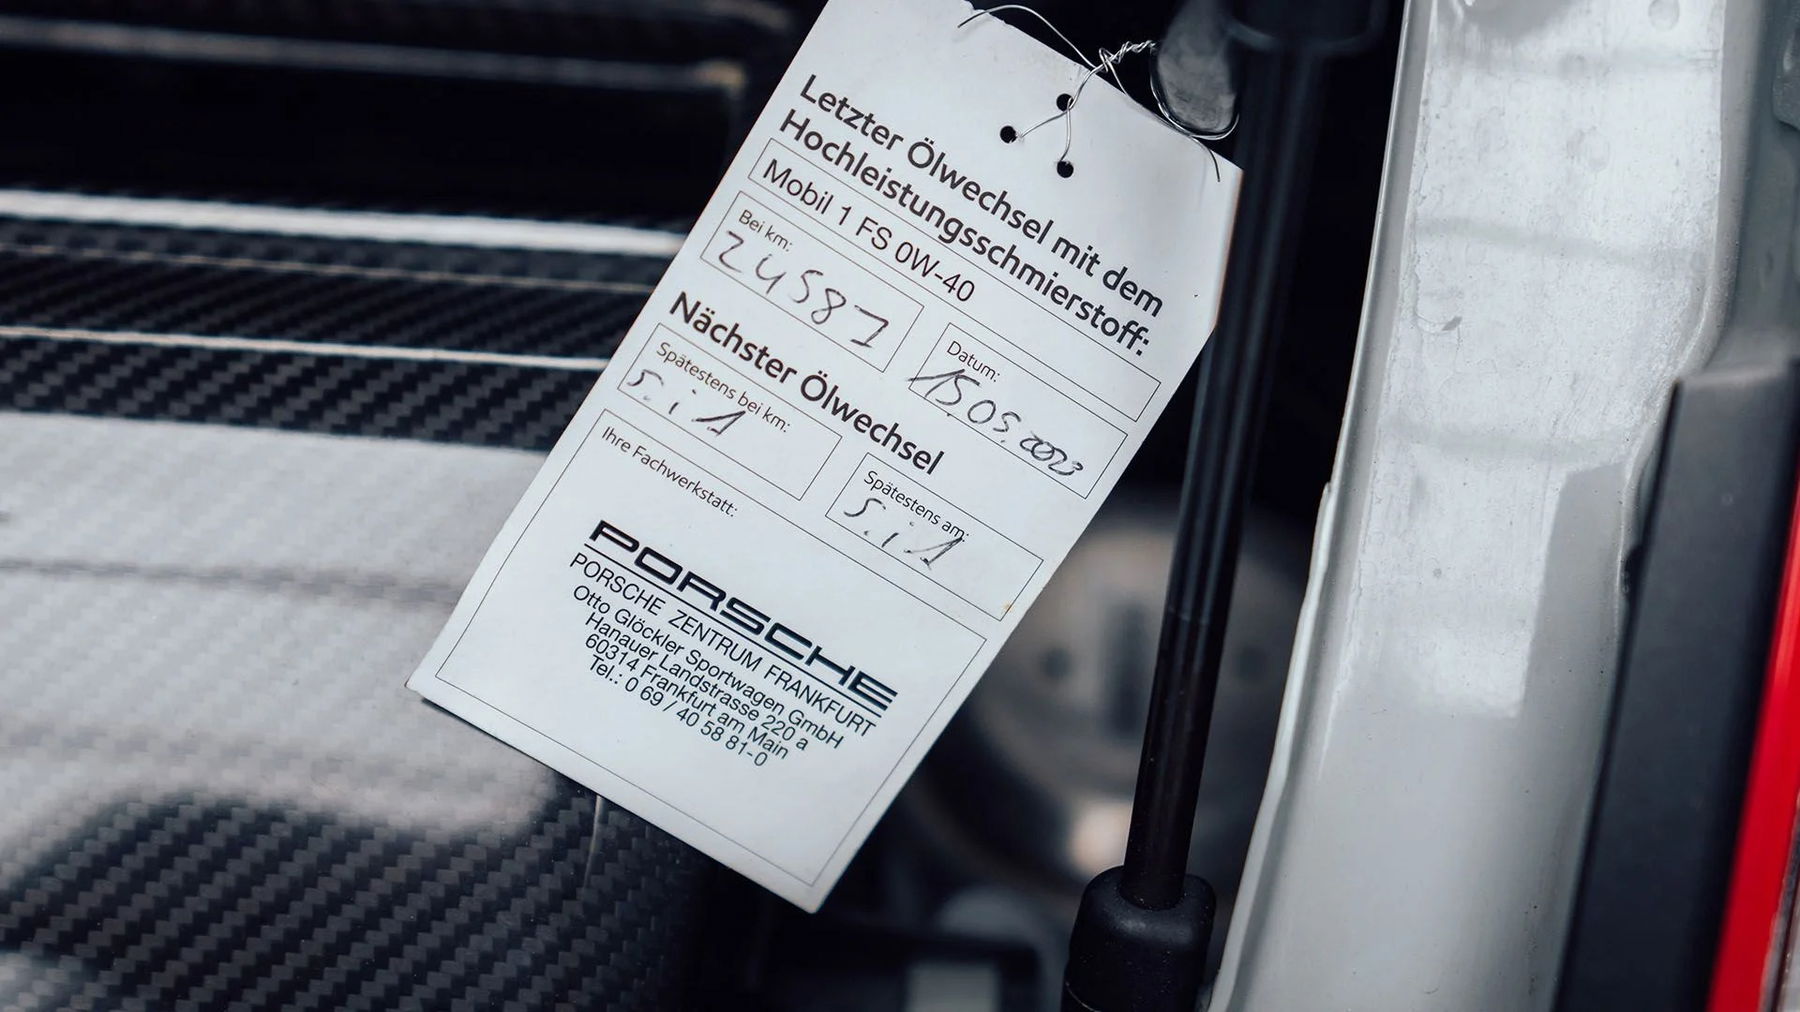 Letzter Ölwechsel mit dem
Hochleistungsschmierstoff:
Mobil 1 FS 0W-40
Bei km:
24587
Datum:
15.05.2023
Nächster Ölwechsel
Spätestens bei km:
S. i. A
Spätestens am:
S. i. A
Ihre Fachwerkstatt:
PORSCHE
PORSCHE ZENTRUM FRANKFURT
Otto Glöckler Sportwagen GmbH
Hanauer Landstrasse 220 a
60314 Frankfurt am Main
Tel.: 0 69 / 40 58 81-0